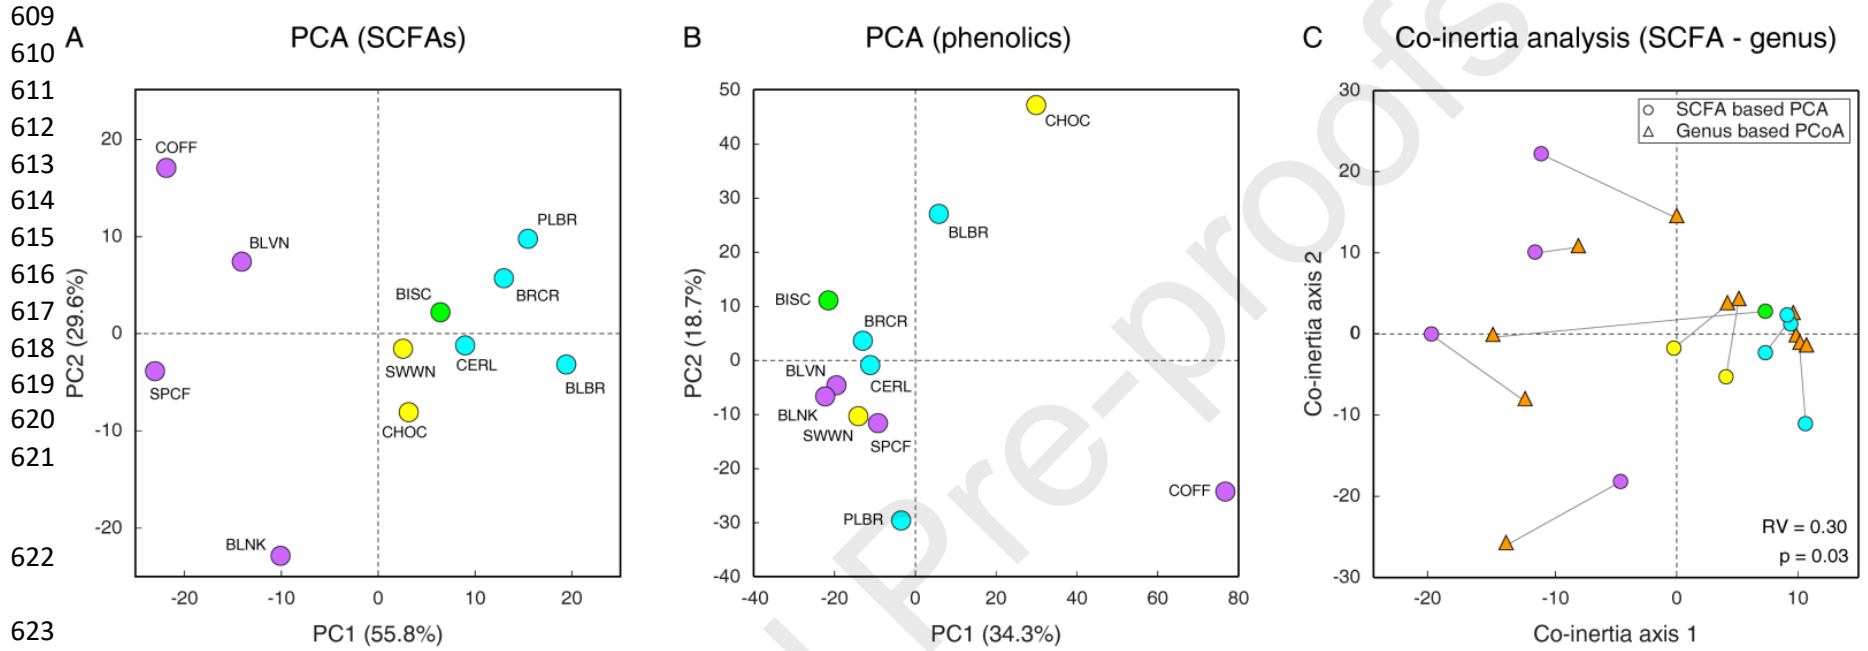 609
610
611
612
613
614
615
616
617
618
619
620
621
622
623
A
PCA (SCFAs)
20
10
0
-10
-20
PC2 (29.6%)
COFF
BLVN
PLBR
BRCR
BISC
SWWN
CERL
BLBR
SPCF
CHOC
BLNK
-20
-10
0
10
20
PC1 (55.8%)
B
PCA (phenolics)
50
40
30
20
10
0
-10
-20
-30
-40
PC2 (18.7%)
CHOC
BLBR
BISC
BRCR
BLVN
CERL
BLNK
SWWN
SPCF
COFF
PLBR
-40
-20
0
20
40
60
80
PC1 (34.3%)
C
Co-inertia analysis (SCFA - genus)
30
20
10
0
-10
-20
-30
Co-inertia axis 2
SCFA based PCA
Genus based PCoA
RV = 0.30
p = 0.03
-20
-10
0
10
Co-inertia axis 1
Pre-proofs